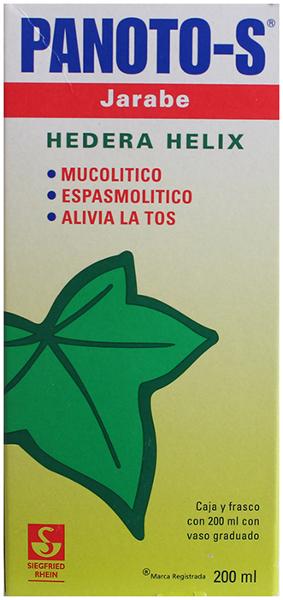 PANOTO-S®
Jarabe
HEDERA HELIX
• MUCOLITICO
• ESPASMOLITICO
• ALIVIA LA TOS
Caja y frasco
con 200 ml con
vaso graduado
S
SIEGFRIED
RHEIN
® Marca Registrada 200 ml